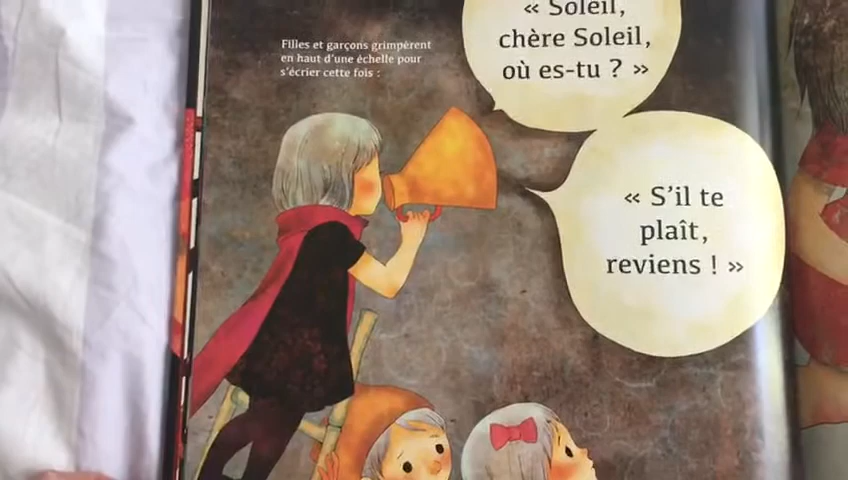 Filles et garçons grimpèrent
en haut d'une échelle pour
s'écrier cette fois :
« Soleil,
chère Soleil,
où es-tu ? »
« S'il te
plaît,
reviens ! »